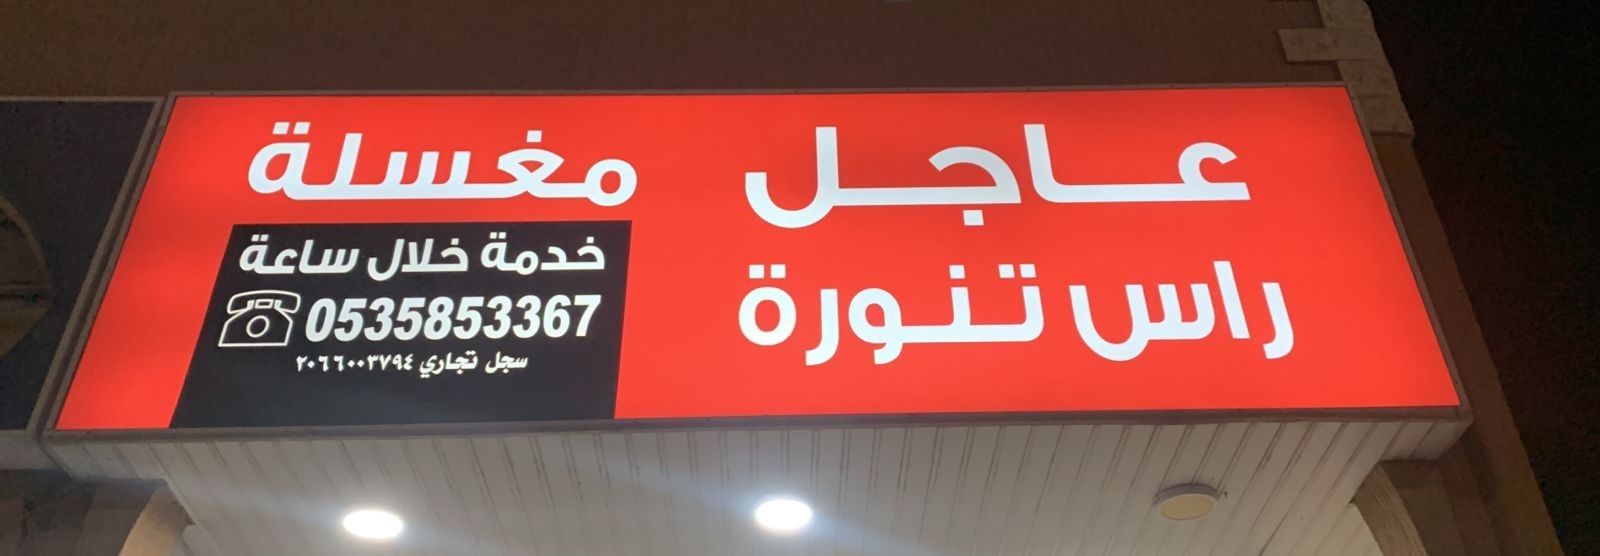 عاجل
راس تنورة
مغسلة
خدمة خلال ساعة
0535853367
سجل تجاري ٢٠٦٦٠٠٣٧٩٤